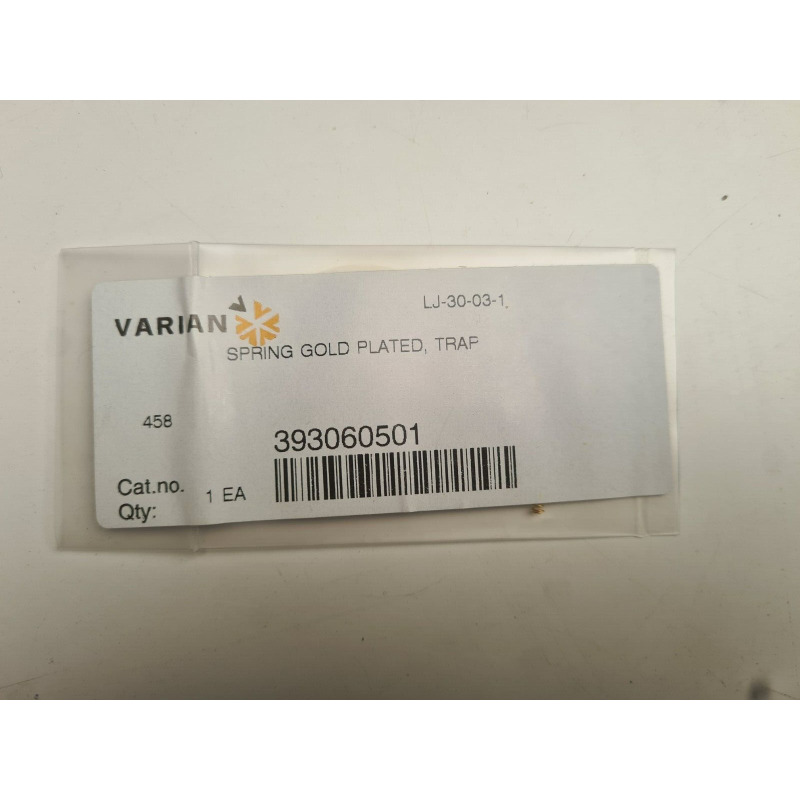 LJ-30-03-1
VARIAN
SPRING GOLD PLATED, TRAP
458
393060501
Cat.no.
1 EA
Qty: